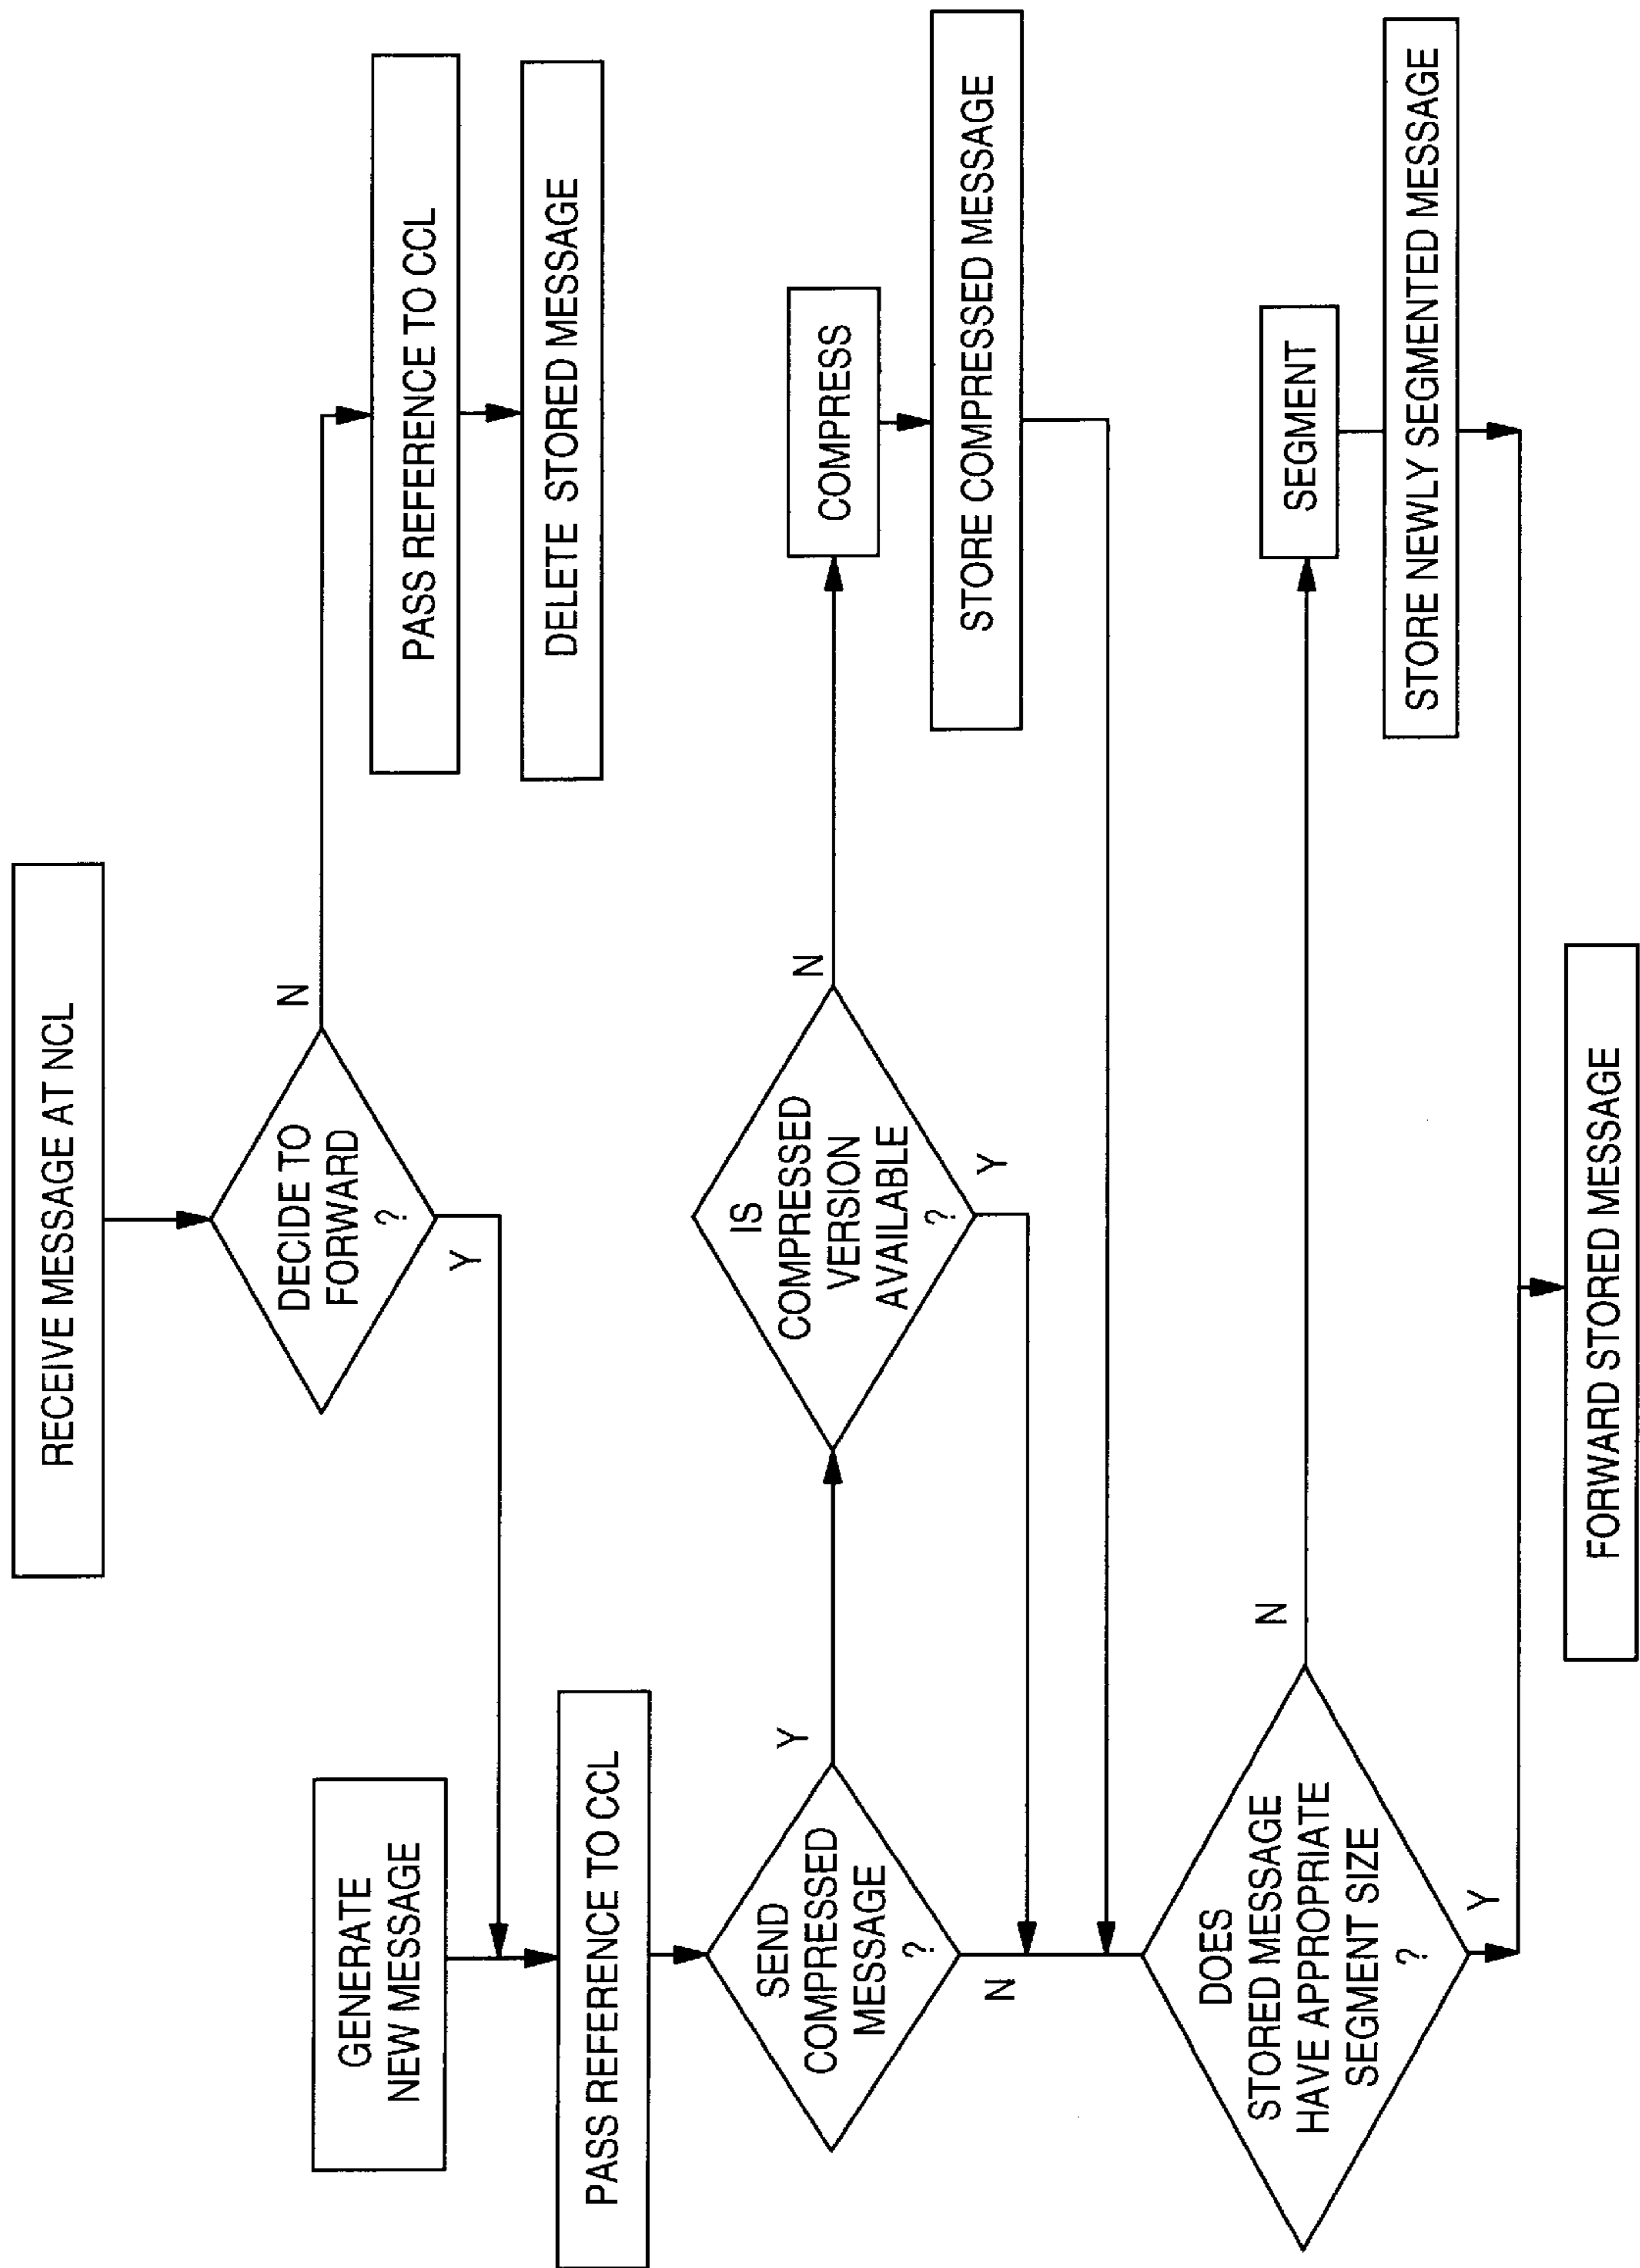 RECEIVE MESSAGE AT NCL
DECIDE TO
FORWARD
?
N
Y
PASS REFERENCE TO CCL
DELETE STORED MESSAGE
GENERATE
NEW MESSAGE
PASS REFERENCE TO CCL
SEND
COMPRESSED
MESSAGE
?
Y
N
IS
COMPRESSED
VERSION
AVAILABLE
?
N
Y
COMPRESS
STORE COMPRESSED MESSAGE
DOES
STORED MESSAGE
HAVE APPROPRIATE
SEGMENT SIZE
?
N
Y
SEGMENT
STORE NEWLY SEGMENTED MESSAGE
FORWARD STORED MESSAGE